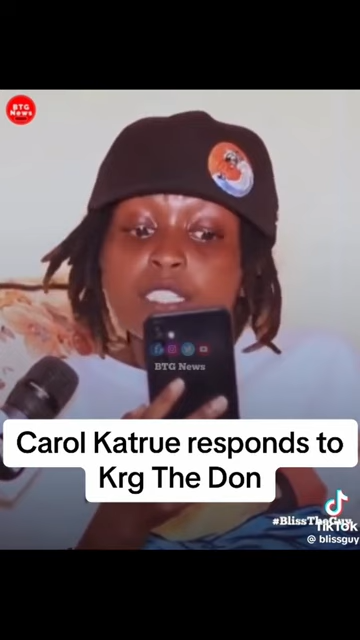 BTG
News
BTG News
Carol Katrue responds to
Krg The Don
#BlissTheGuy
TikTok
@ blissguy